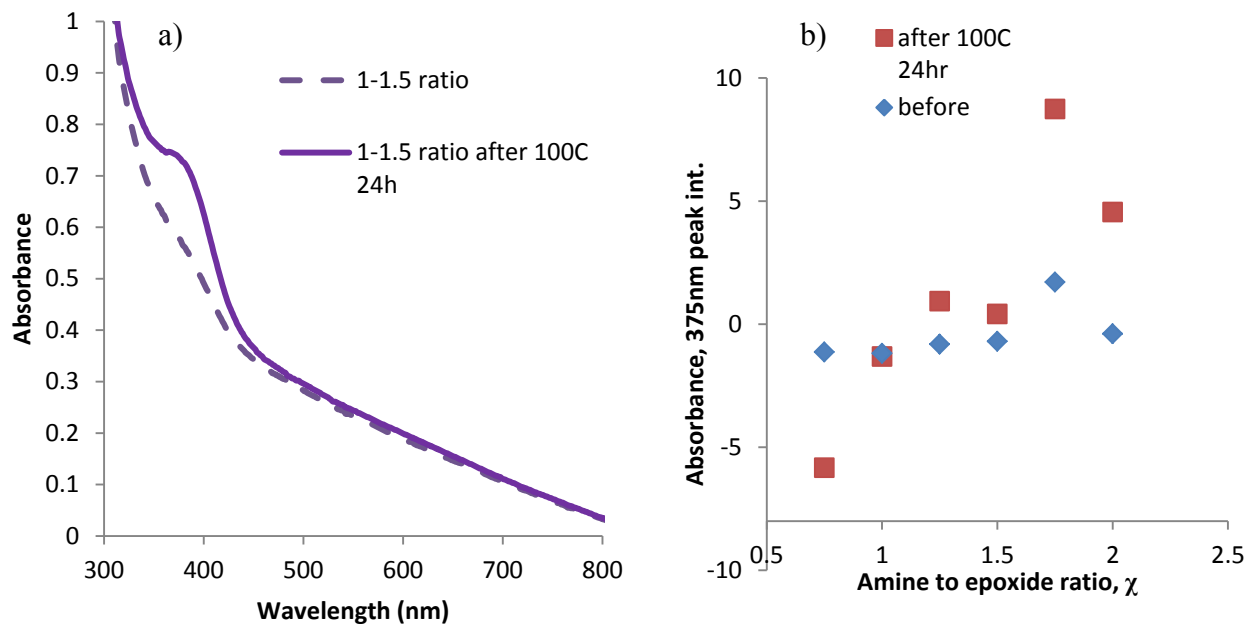 a)
1-1.5 ratio
1-1.5 ratio after 100C
24h
1
0.9
0.8
0.7
0.6
0.5
0.4
0.3
0.2
0.1
0
300 400 500 600 700 800
Absorbance
Wavelength (nm)
b)
after 100C
24hr
before
10
5
0
-5
-10
0.5 1 1.5 2 2.5
Absorbance, 375nm peak int.
Amine to epoxide ratio, χ